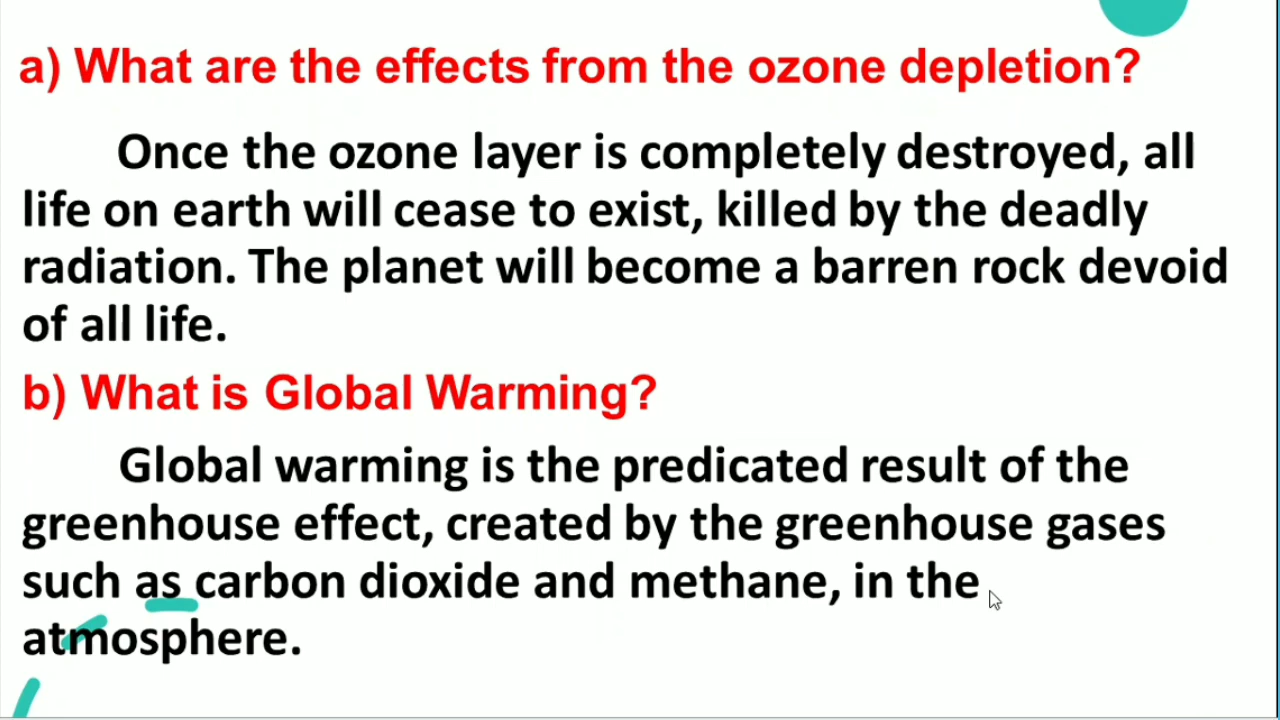 a) What are the effects from the ozone depletion?
Once the ozone layer is completely destroyed, all
life on earth will cease to exist, killed by the deadly
radiation. The planet will become a barren rock devoid
of all life.
b) What is Global Warming?
Global warming is the predicated result of the
greenhouse effect, created by the greenhouse gases
such as carbon dioxide and methane, in the
atmosphere.